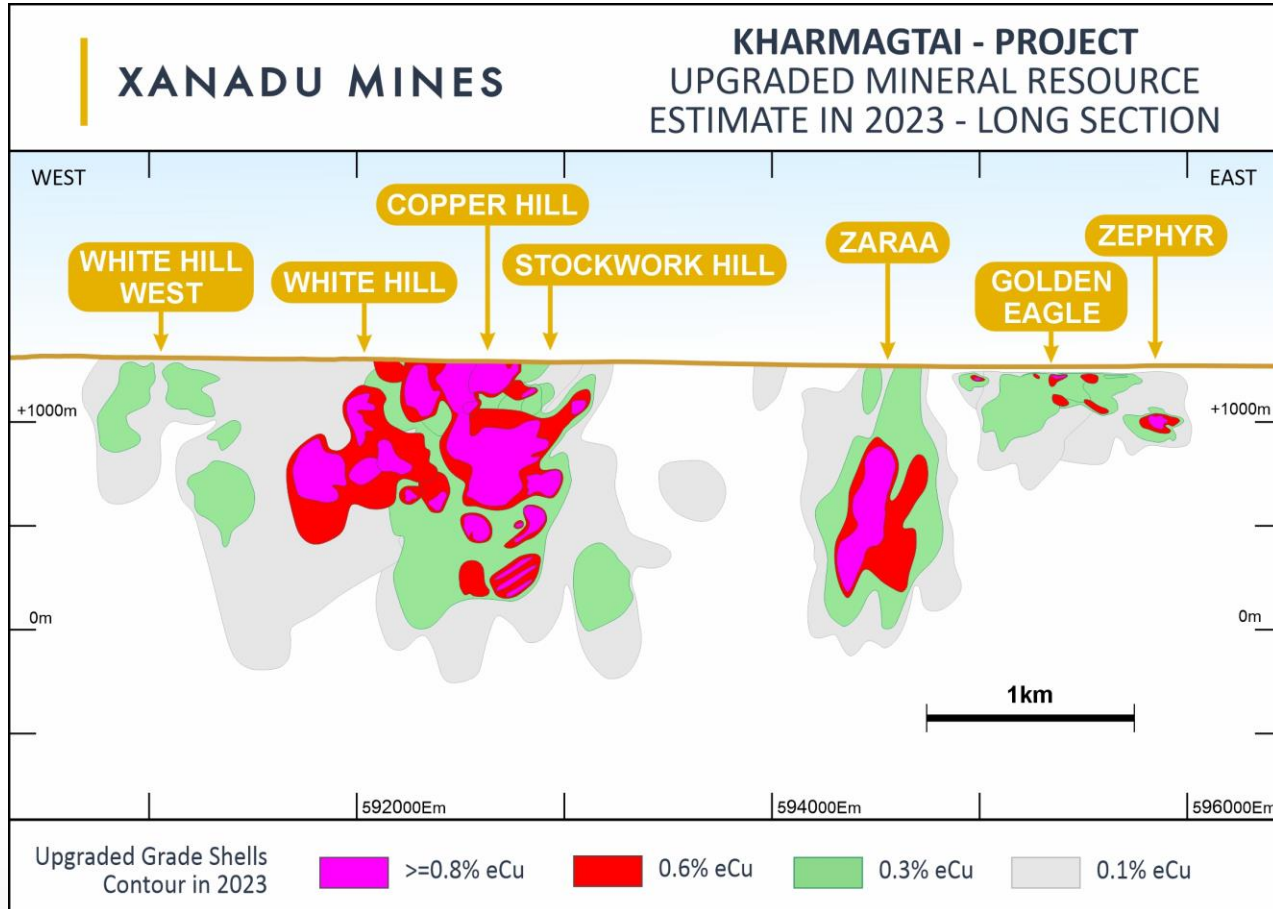 XANADU MINES
KHARMAGTAI - PROJECT
UPGRADED MINERAL RESOURCE
ESTIMATE IN 2023 - LONG SECTION
WEST
EAST
WHITE HILL
WEST
WHITE HILL
COPPER HILL
STOCKWORK HILL
ZARAA
GOLDEN
EAGLE
ZEPHYR
+1000m
+1000m
0m
0m
1km
592000Em
594000Em
596000Em
Upgraded Grade Shells
Contour in 2023
>=0.8% eCu
0.6% eCu
0.3% eCu
0.1% eCu